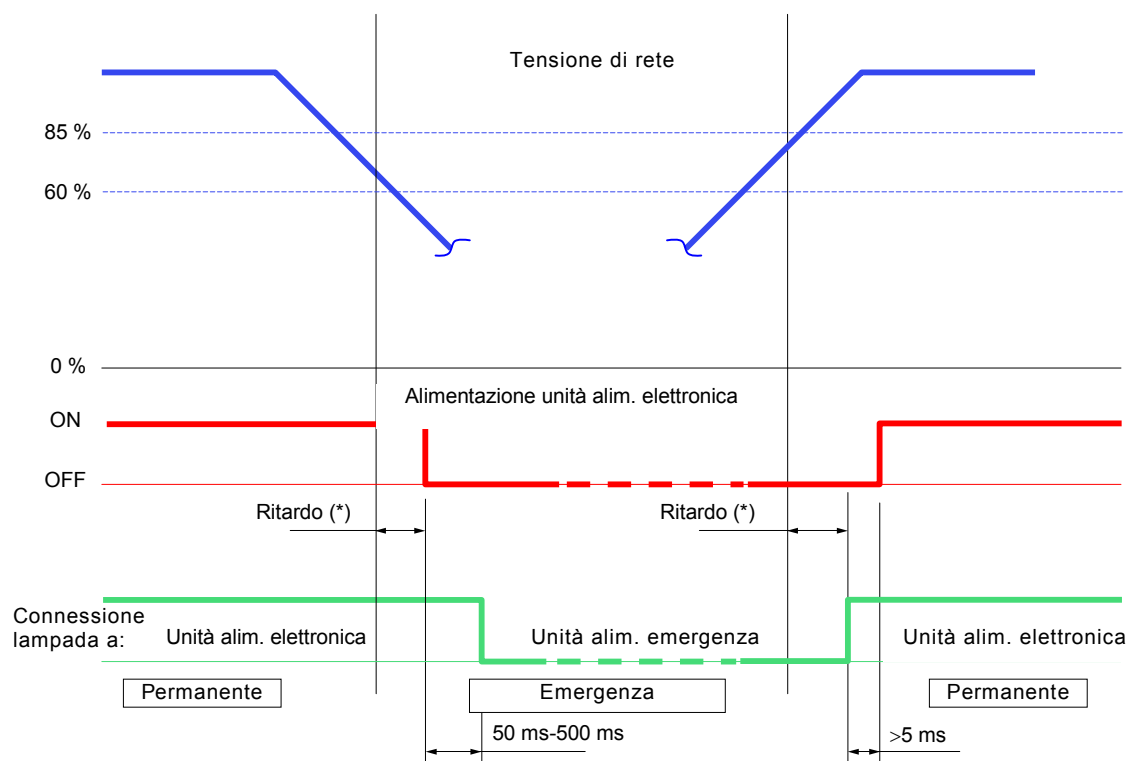 Tensione di rete
85 %
60 %
0 %
Alimentazione unità alim. elettronica
ON
OFF
Ritardo (*)
Ritardo (*)
Connessione
lampada a:
Unità alim. elettronica
Unità alim. emergenza
Unità alim. elettronica
Permanente
Emergenza
Permanente
50 ms-500 ms
>5 ms